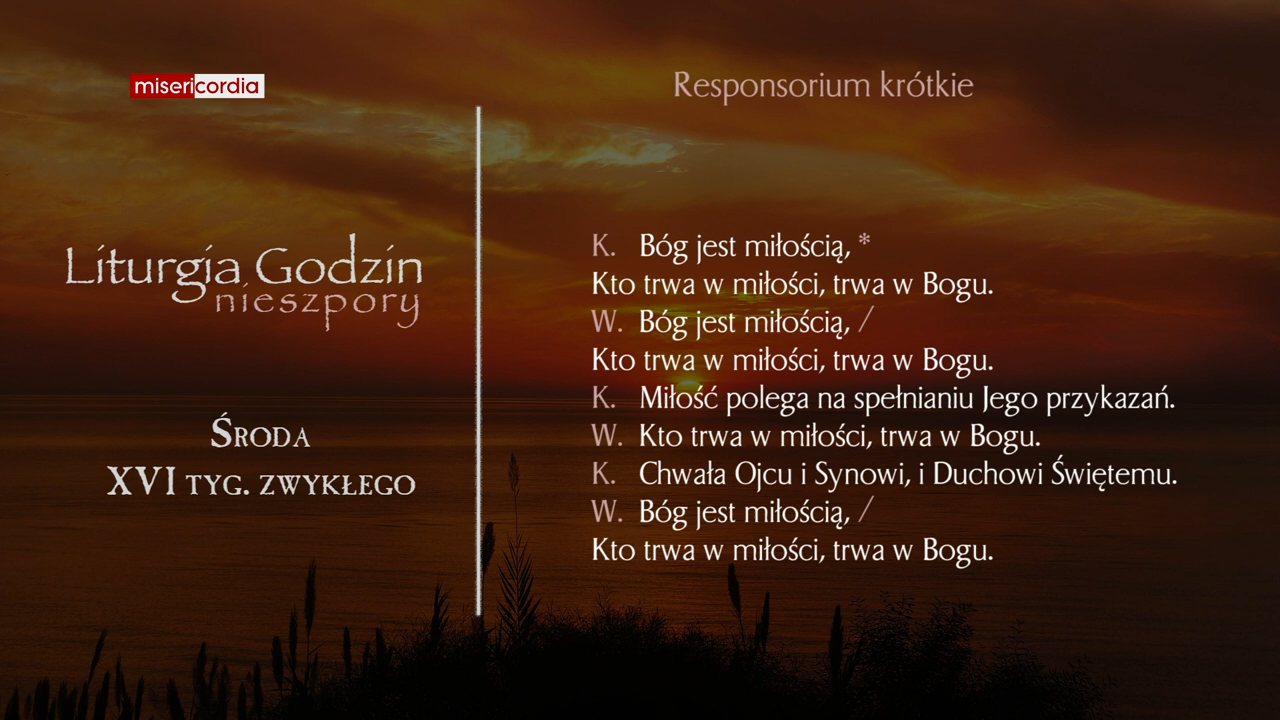 misericordia
Liturgia Godzin
nieszpory
Środa
XVI tyg. zwykłego
Responsorium krótkie
K. Bóg jest miłością, *
Kto trwa w miłości, trwa w Bogu.
W. Bóg jest miłością, /
Kto trwa w miłości, trwa w Bogu.
K. Miłość polega na spełnianiu Jego przykazań.
W. Kto trwa w miłości, trwa w Bogu.
K. Chwała Ojcu i Synowi, i Duchowi Świętemu.
W. Bóg jest miłością, /
Kto trwa w miłości, trwa w Bogu.